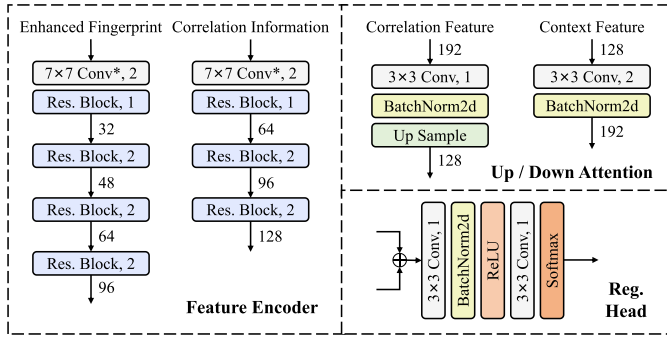 Enhanced Fingerprint
7×7 Conv*, 2
Res. Block, 1
32
Res. Block, 2
48
Res. Block, 2
64
Res. Block, 2
96
Correlation Information
7×7 Conv*, 2
Res. Block, 1
64
Res. Block, 2
96
Res. Block, 2
128
Feature Encoder
Correlation Feature
192
3×3 Conv, 1
BatchNorm2d
Up Sample
128
Context Feature
128
3×3 Conv, 2
BatchNorm2d
192
Up / Down Attention
3×3 Conv, 1
BatchNorm2d
ReLU
3×3 Conv, 1
Softmax
Reg.
Head